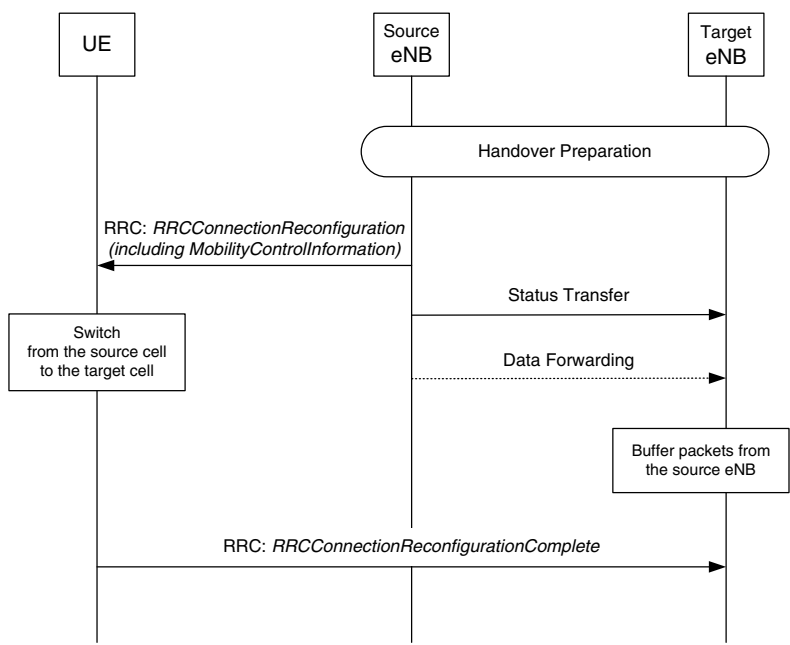 UE
Source
eNB
Target
eNB
Handover Preparation
RRC: RRCConnectionReconfiguration
(including MobilityControlInformation)
Status Transfer
Switch
from the source cell
to the target cell
Data Forwarding
Buffer packets from
the source eNB
RRC: RRCConnectionReconfigurationComplete